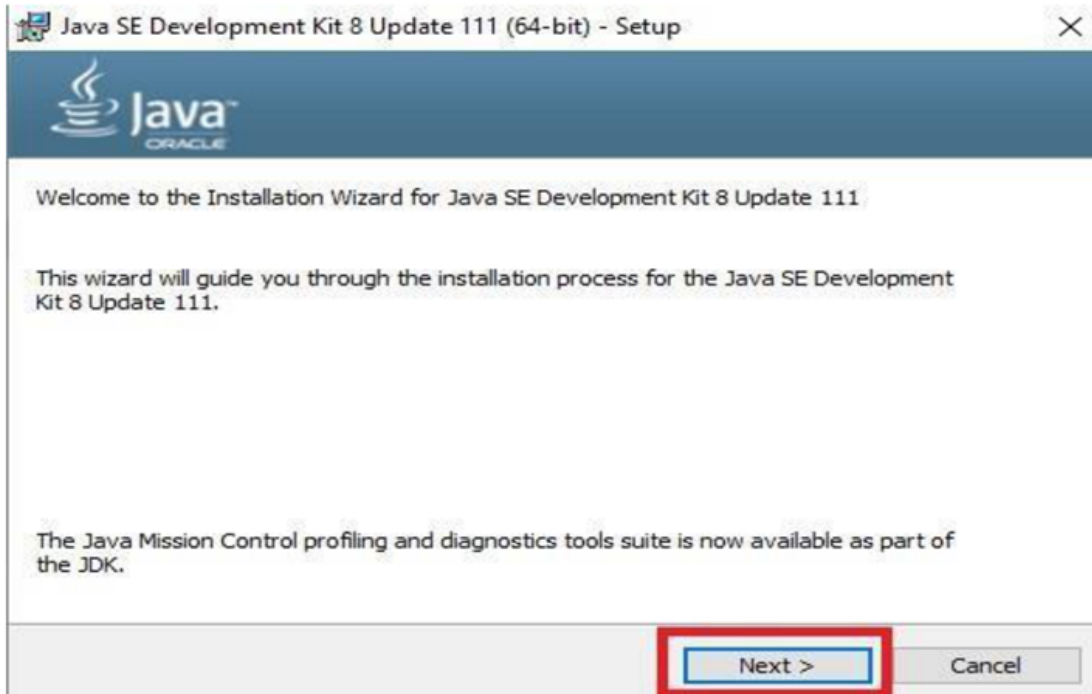 Java SE Development Kit 8 Update 111 (64-bit) - Setup
Java™
ORACLE
Welcome to the Installation Wizard for Java SE Development Kit 8 Update 111
This wizard will guide you through the installation process for the Java SE Development
Kit 8 Update 111.
The Java Mission Control profiling and diagnostics tools suite is now available as part of
the JDK.
Next > Cancel